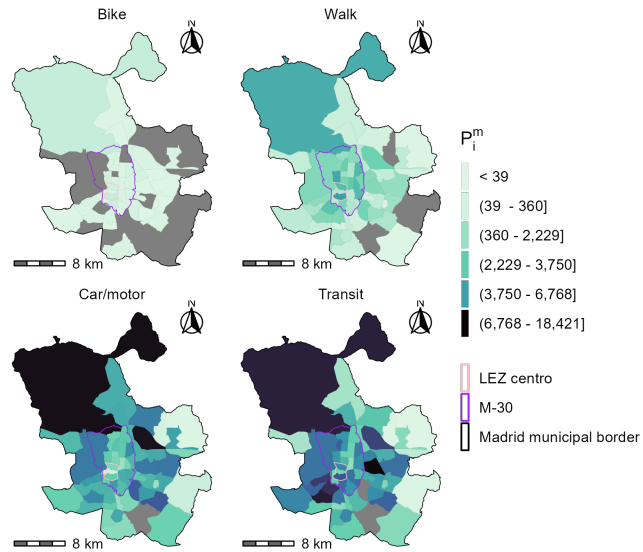 Bike
Walk
N
N
8 km
8 km
P_i^m
< 39
(39 - 360]
(360 - 2,229]
(2,229 - 3,750]
(3,750 - 6,768]
(6,768 - 18,421]
Car/motor
Transit
N
N
8 km
8 km
LEZ centro
M-30
Madrid municipal border